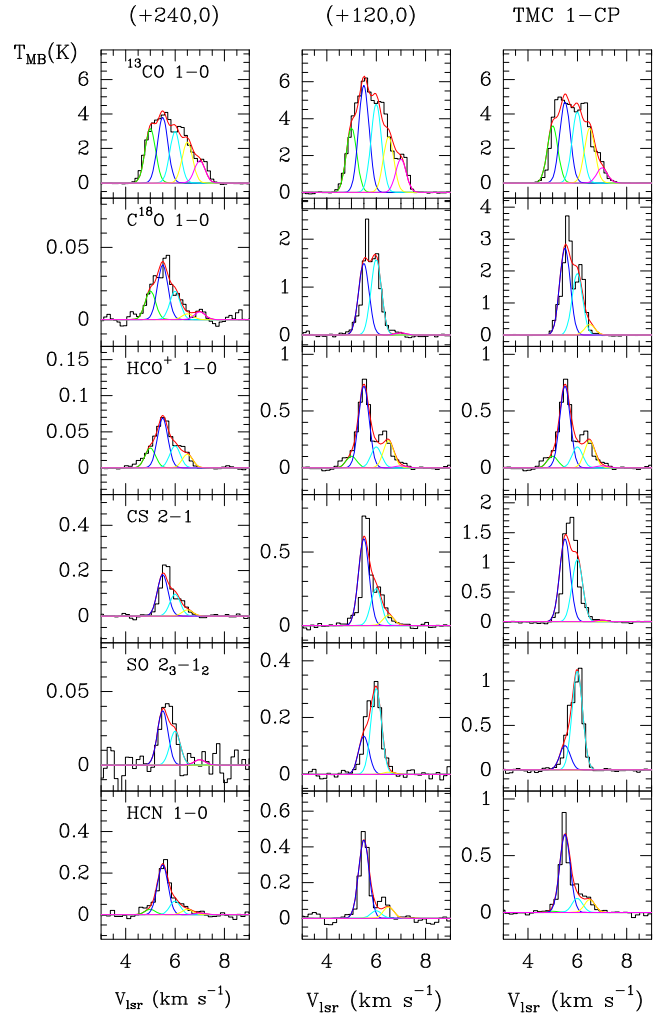 (+240,0) (+120,0) TMC 1-CP
T_MB(K)
¹³CO 1-0
6 6 6
4 4 4
2 2 2
0 0 0
C¹⁸O 1-0
4
0.05 2 3
2
1
1
0 0 0
HCO⁺ 1-0
0.15 1 1
0.1
0.5 0.5
0.05
0 0 0
CS 2-1
2
0.4 1.5
0.5 1
0.2
0.5
0 0 0
SO 2₃-1₂
0.4
0.05 1
0.2 0.5
0 0 0
HCN 1-0
1
0.6
0.4
0.4 0.5
0.2 0.2
0 0 0
4 6 8 4 6 8 4 6 8
V_lsr (km s⁻¹) V_lsr (km s⁻¹) V_lsr (km s⁻¹)